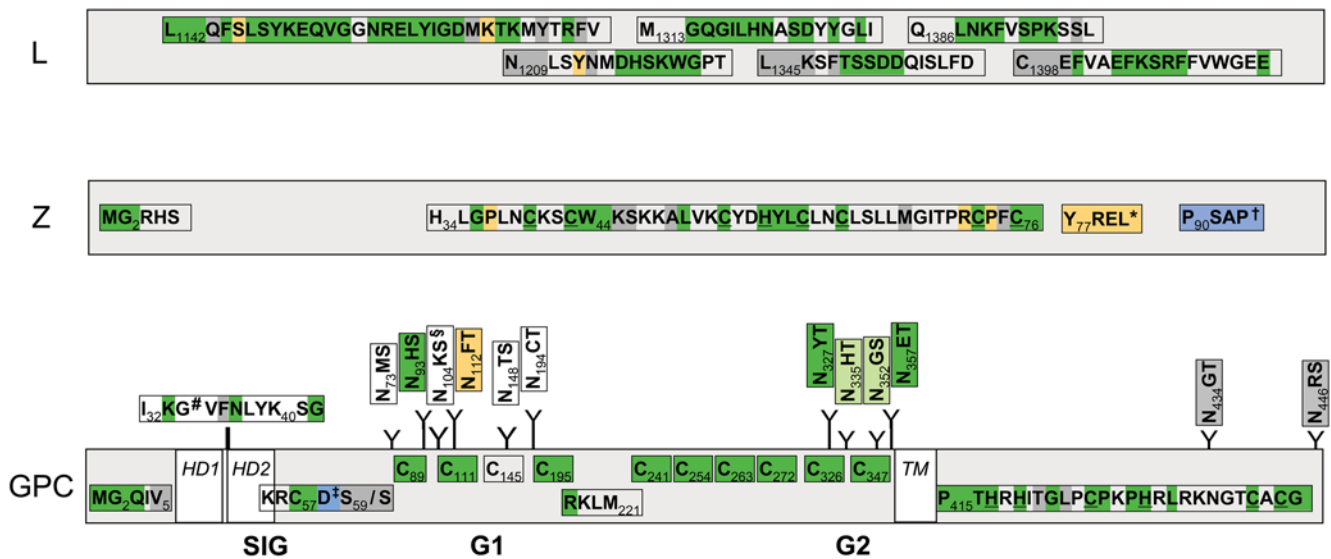 L₁₁₄₂QFSLSYKEQVGGNRELYIGDMKTKMYTRFV M₁₃₁₃GQGILHNASDYYGLI Q₁₃₈₆LNKFVSPKSSL
L
N₁₂₀₉LSYNMDHSKWGPT L₁₃₄₅KSFTSSDDQISLFD C₁₃₉₈EFVAEFKSRFFVWGEE
Z MG₂RHS H₃₄LGPLNCKSCW₄₄KSKKALVKCYDHYLCLNCLSLLMGITPRCPFC₇₆ Y₇₇REL* P₉₀SAP†
N₇₃MS N₉₃HS N₁₀₄KS§ N₁₁₂FT N₁₄₈TS N₁₉₄CT N₃₂₇YT N₃₃₅HT N₃₅₂GS N₃₅₇ET N₄₃₄GT N₄₄₆RS
I₃₂KG#VFNLYK₄₀SG
Y Y Y Y Y Y Y Y Y Y Y Y
HD1 HD2 C₈₉ C₁₁₁ C₁₄₅ C₁₉₅ C₂₄₁ C₂₅₄ C₂₆₃ C₂₇₂ C₃₂₆ C₃₄₇ TM
GPC MG₂QIV₅ KRC₅₇D‡S₅₉/S RKLM₂₂₁ P₄₁₅THRHITGLPCPKPHRLRKNGTCACG
SIG G1 G2